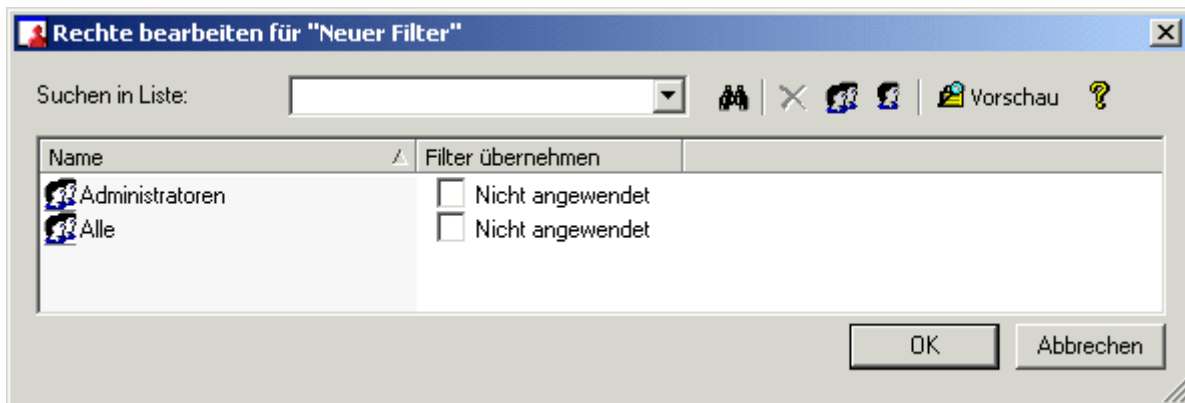 Rechte bearbeiten für "Neuer Filter"
Suchen in Liste: Vorschau
Name Filter übernehmen
Administratoren Nicht angewendet
Alle Nicht angewendet
OK Abbrechen